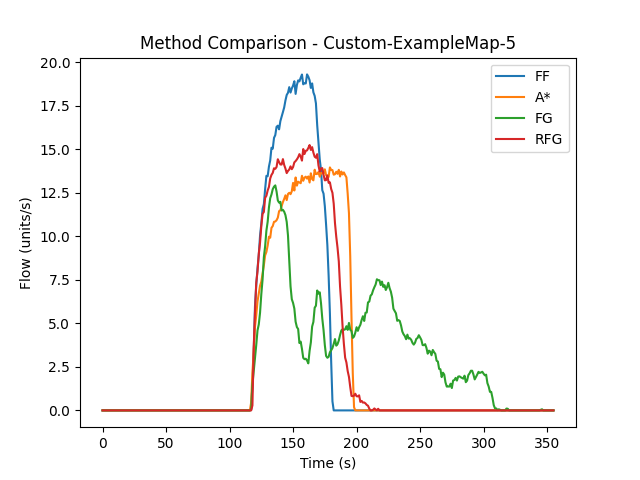 Method Comparison - Custom-ExampleMap-5
FF
A*
FG
RFG
20.0
17.5
15.0
12.5
10.0
7.5
5.0
2.5
0.0
Flow (units/s)
0 50 100 150 200 250 300 350
Time (s)